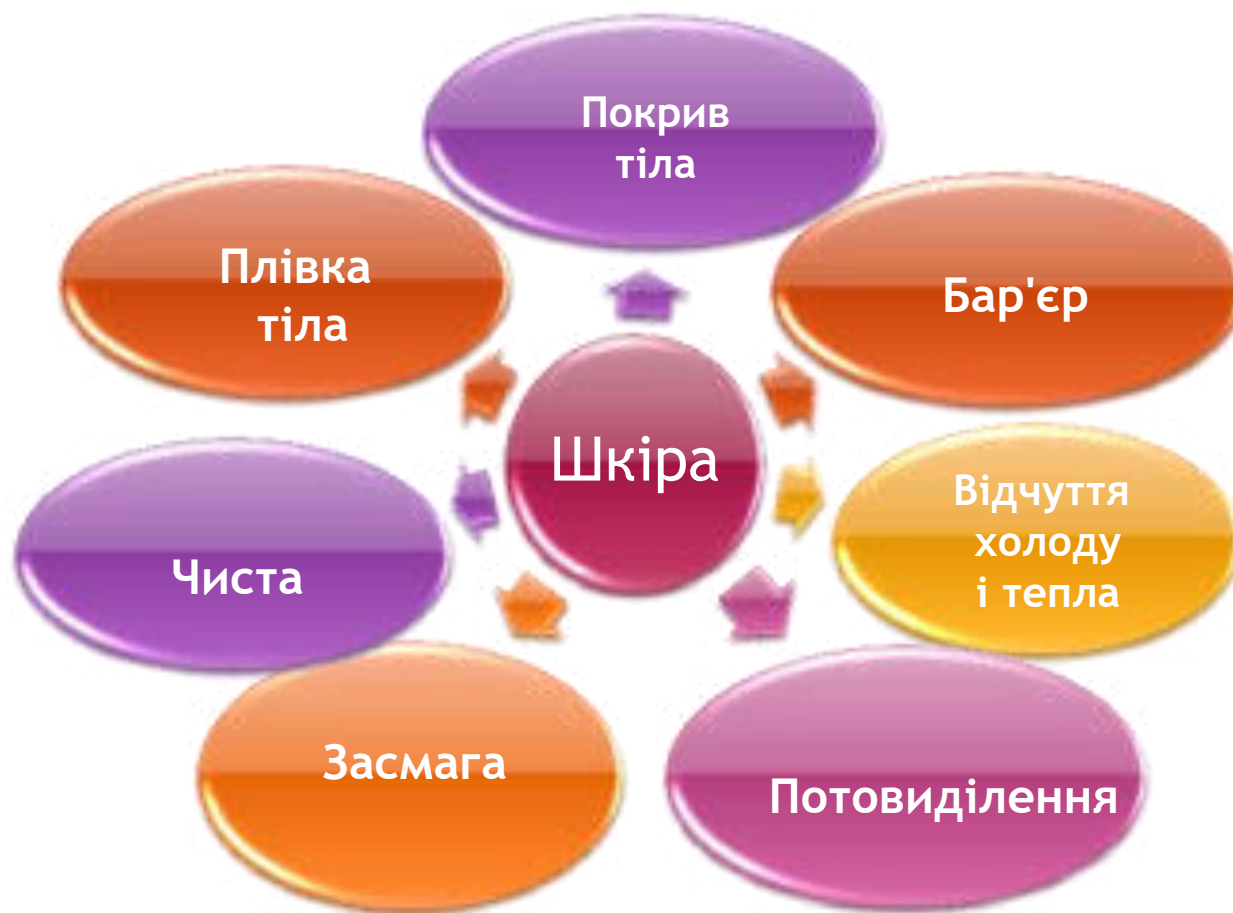 Покрив
тіла
Плівка
тіла
Бар'єр
Шкіра
Відчуття
холоду
і тепла
Чиста
Засмага
Потовиділення